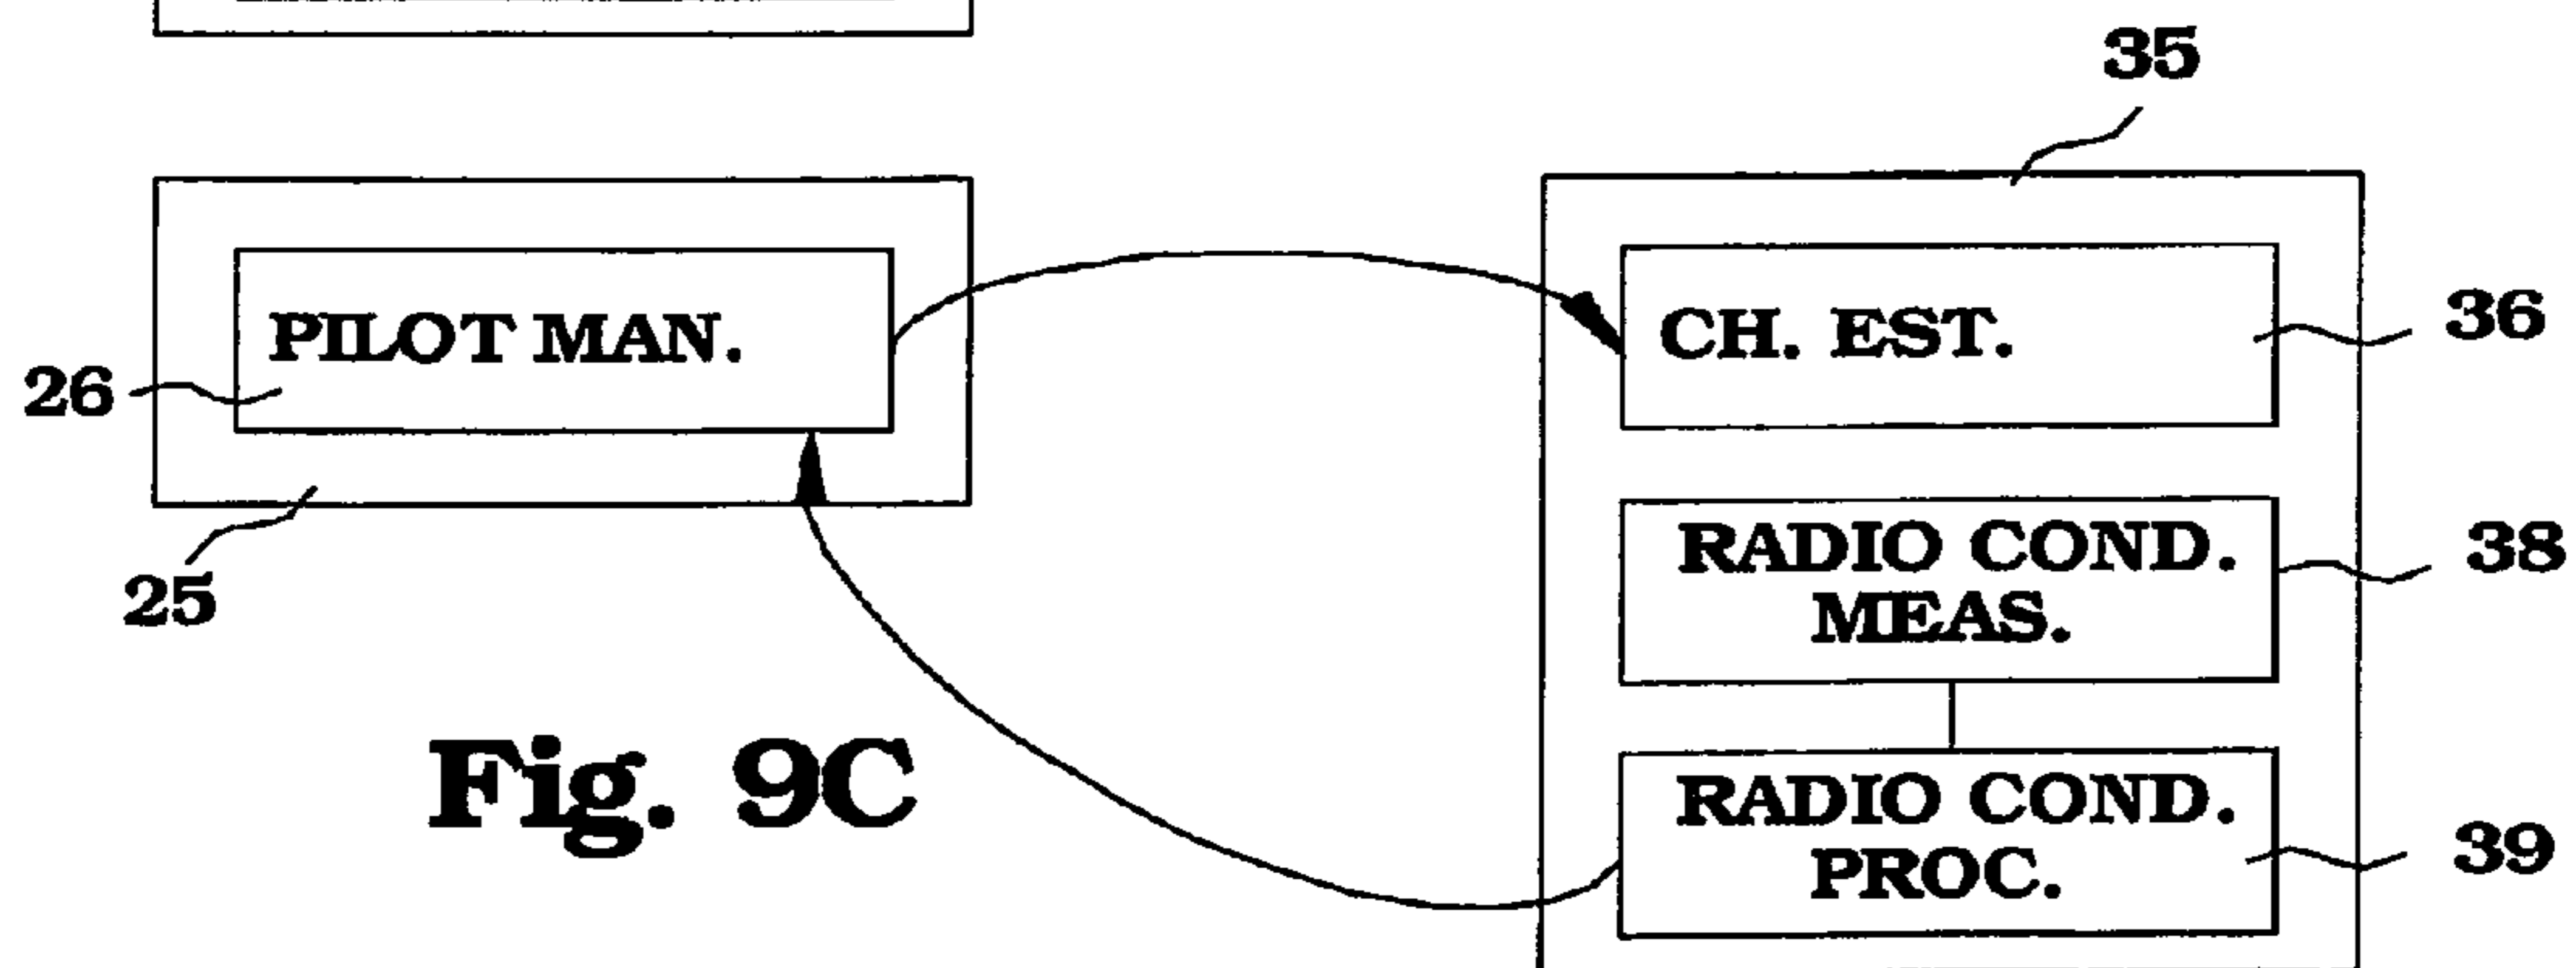 35
PILOT MAN.
26
25
CH. EST.
36
RADIO COND.
MEAS.
38
RADIO COND.
PROC.
39
Fig. 9C